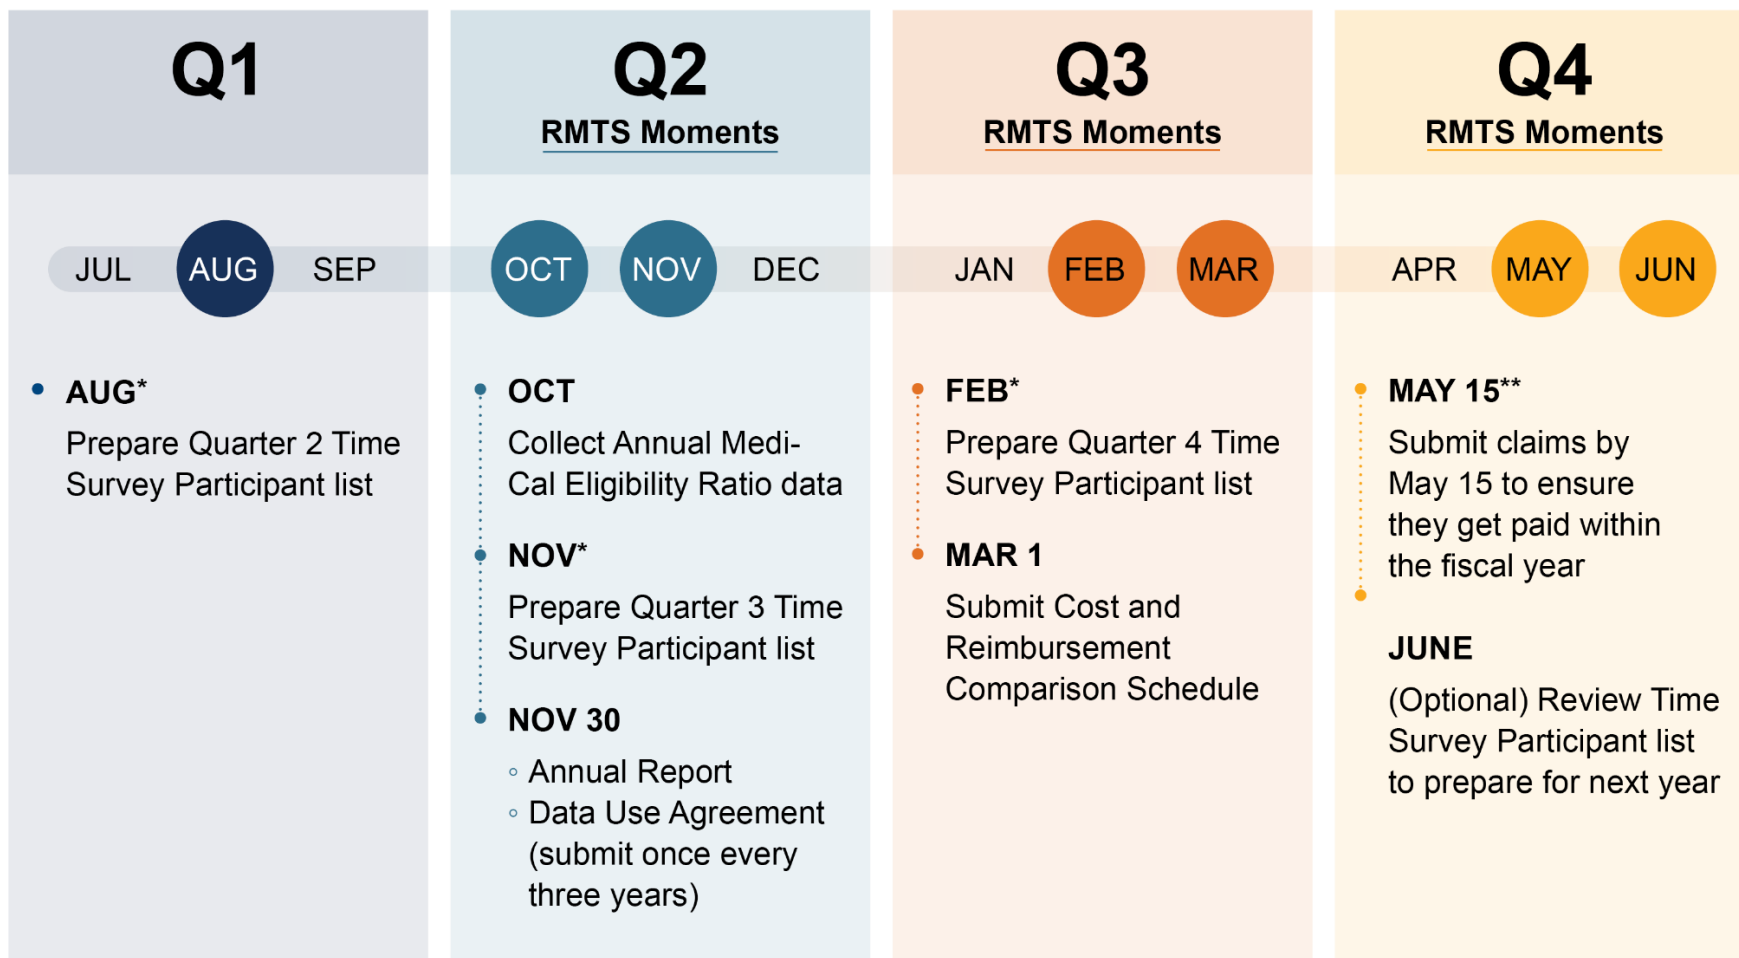 Q1
JUL
AUG
SEP
AUG*
Prepare Quarter 2 Time
Survey Participant list
Q2
RMTS Moments
OCT
NOV
DEC
OCT
Collect Annual Medi-
Cal Eligibility Ratio data
NOV*
Prepare Quarter 3 Time
Survey Participant list
NOV 30
◦ Annual Report
◦ Data Use Agreement
(submit once every
three years)
Q3
RMTS Moments
JAN
FEB
MAR
FEB*
Prepare Quarter 4 Time
Survey Participant list
MAR 1
Submit Cost and
Reimbursement
Comparison Schedule
Q4
RMTS Moments
APR
MAY
JUN
MAY 15**
Submit claims by
May 15 to ensure
they get paid within
the fiscal year
JUNE
(Optional) Review Time
Survey Participant list
to prepare for next year